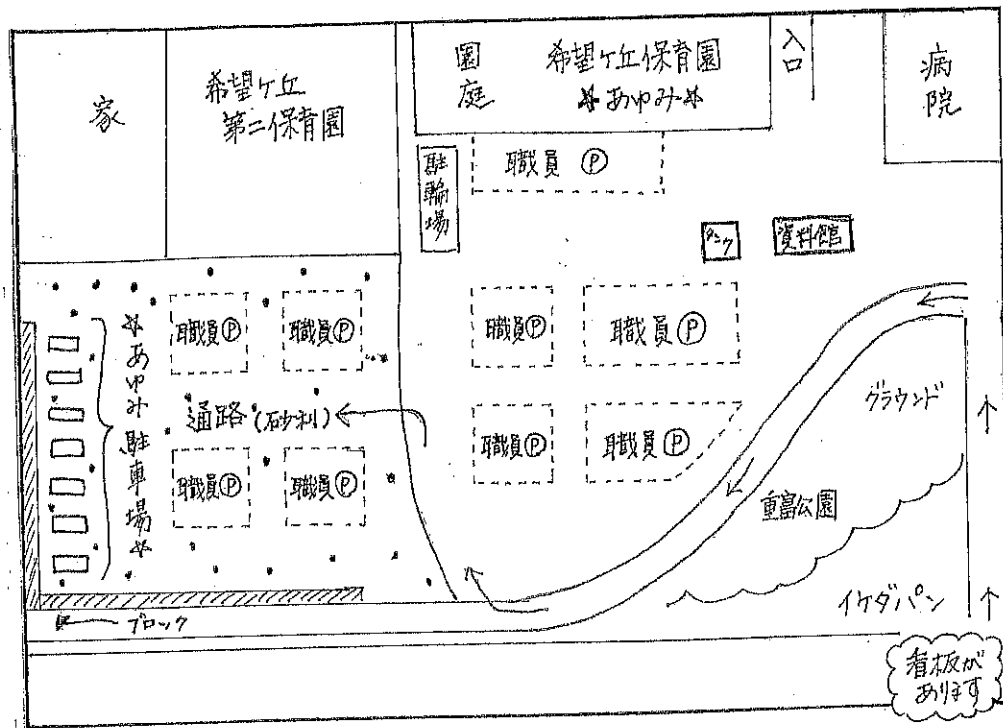 家
希望ケ丘
第二保育園
園庭
希望ケ丘保育園
☆あゆみ☆
入口
病院
駐輪場
職員Ⓟ
タンク
資料館
☆あゆみ駐車場☆
職員Ⓟ
職員Ⓟ
職員Ⓟ
職員Ⓟ
通路(砂利)
職員Ⓟ
職員Ⓟ
職員Ⓟ
職員Ⓟ
グラウンド
重富公園
イケダパン
ブロック
看板が
あります